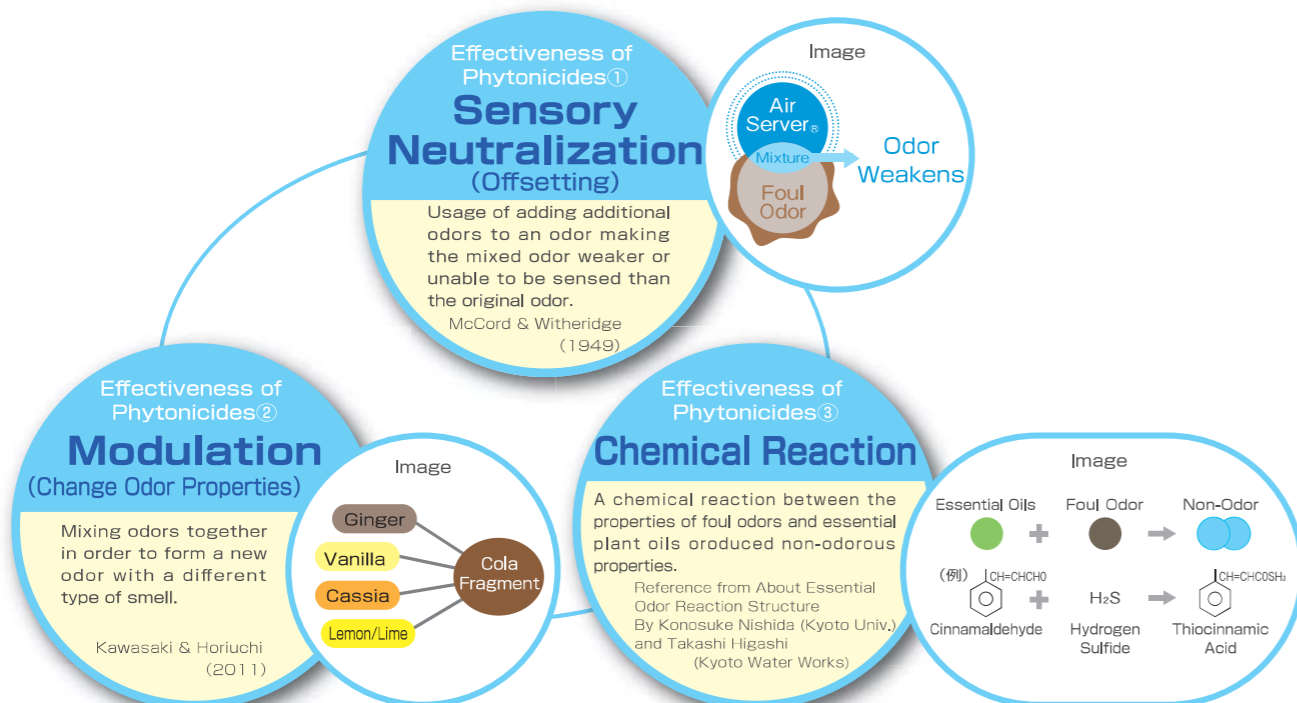 Effectiveness of
Phytonicides①
Sensory
Neutralization
(Offsetting)
Usage of adding additional
odors to an odor making
the mixed odor weaker or
unable to be sensed than
the original odor.
McCord & Witheridge
(1949)
Image
Air
Server®
Mixture
Foul
Odor
Odor
Weakens
Effectiveness of
Phytonicides②
Modulation
(Change Odor Properties)
Mixing odors together
in order to form a new
odor with a different
type of smell.
Kawasaki & Horiuchi
(2011)
Image
Ginger
Vanilla
Cassia
Lemon/Lime
Cola
Fragment
Effectiveness of
Phytonicides③
Chemical Reaction
A chemical reaction between the
properties of foul odors and essential
plant oils oroduced non-odorous
properties.
Reference from About Essential
Odor Reaction Structure
By Konosuke Nishida (Kyoto Univ.)
and Takashi Higashi
(Kyoto Water Works)
Image
Essential Oils + Foul Odor → Non-Odor
(例) CH=CHCHO + H₂S → CH=CHCOSH₃
Cinnamaldehyde Hydrogen Sulfide Thiocinnamic Acid